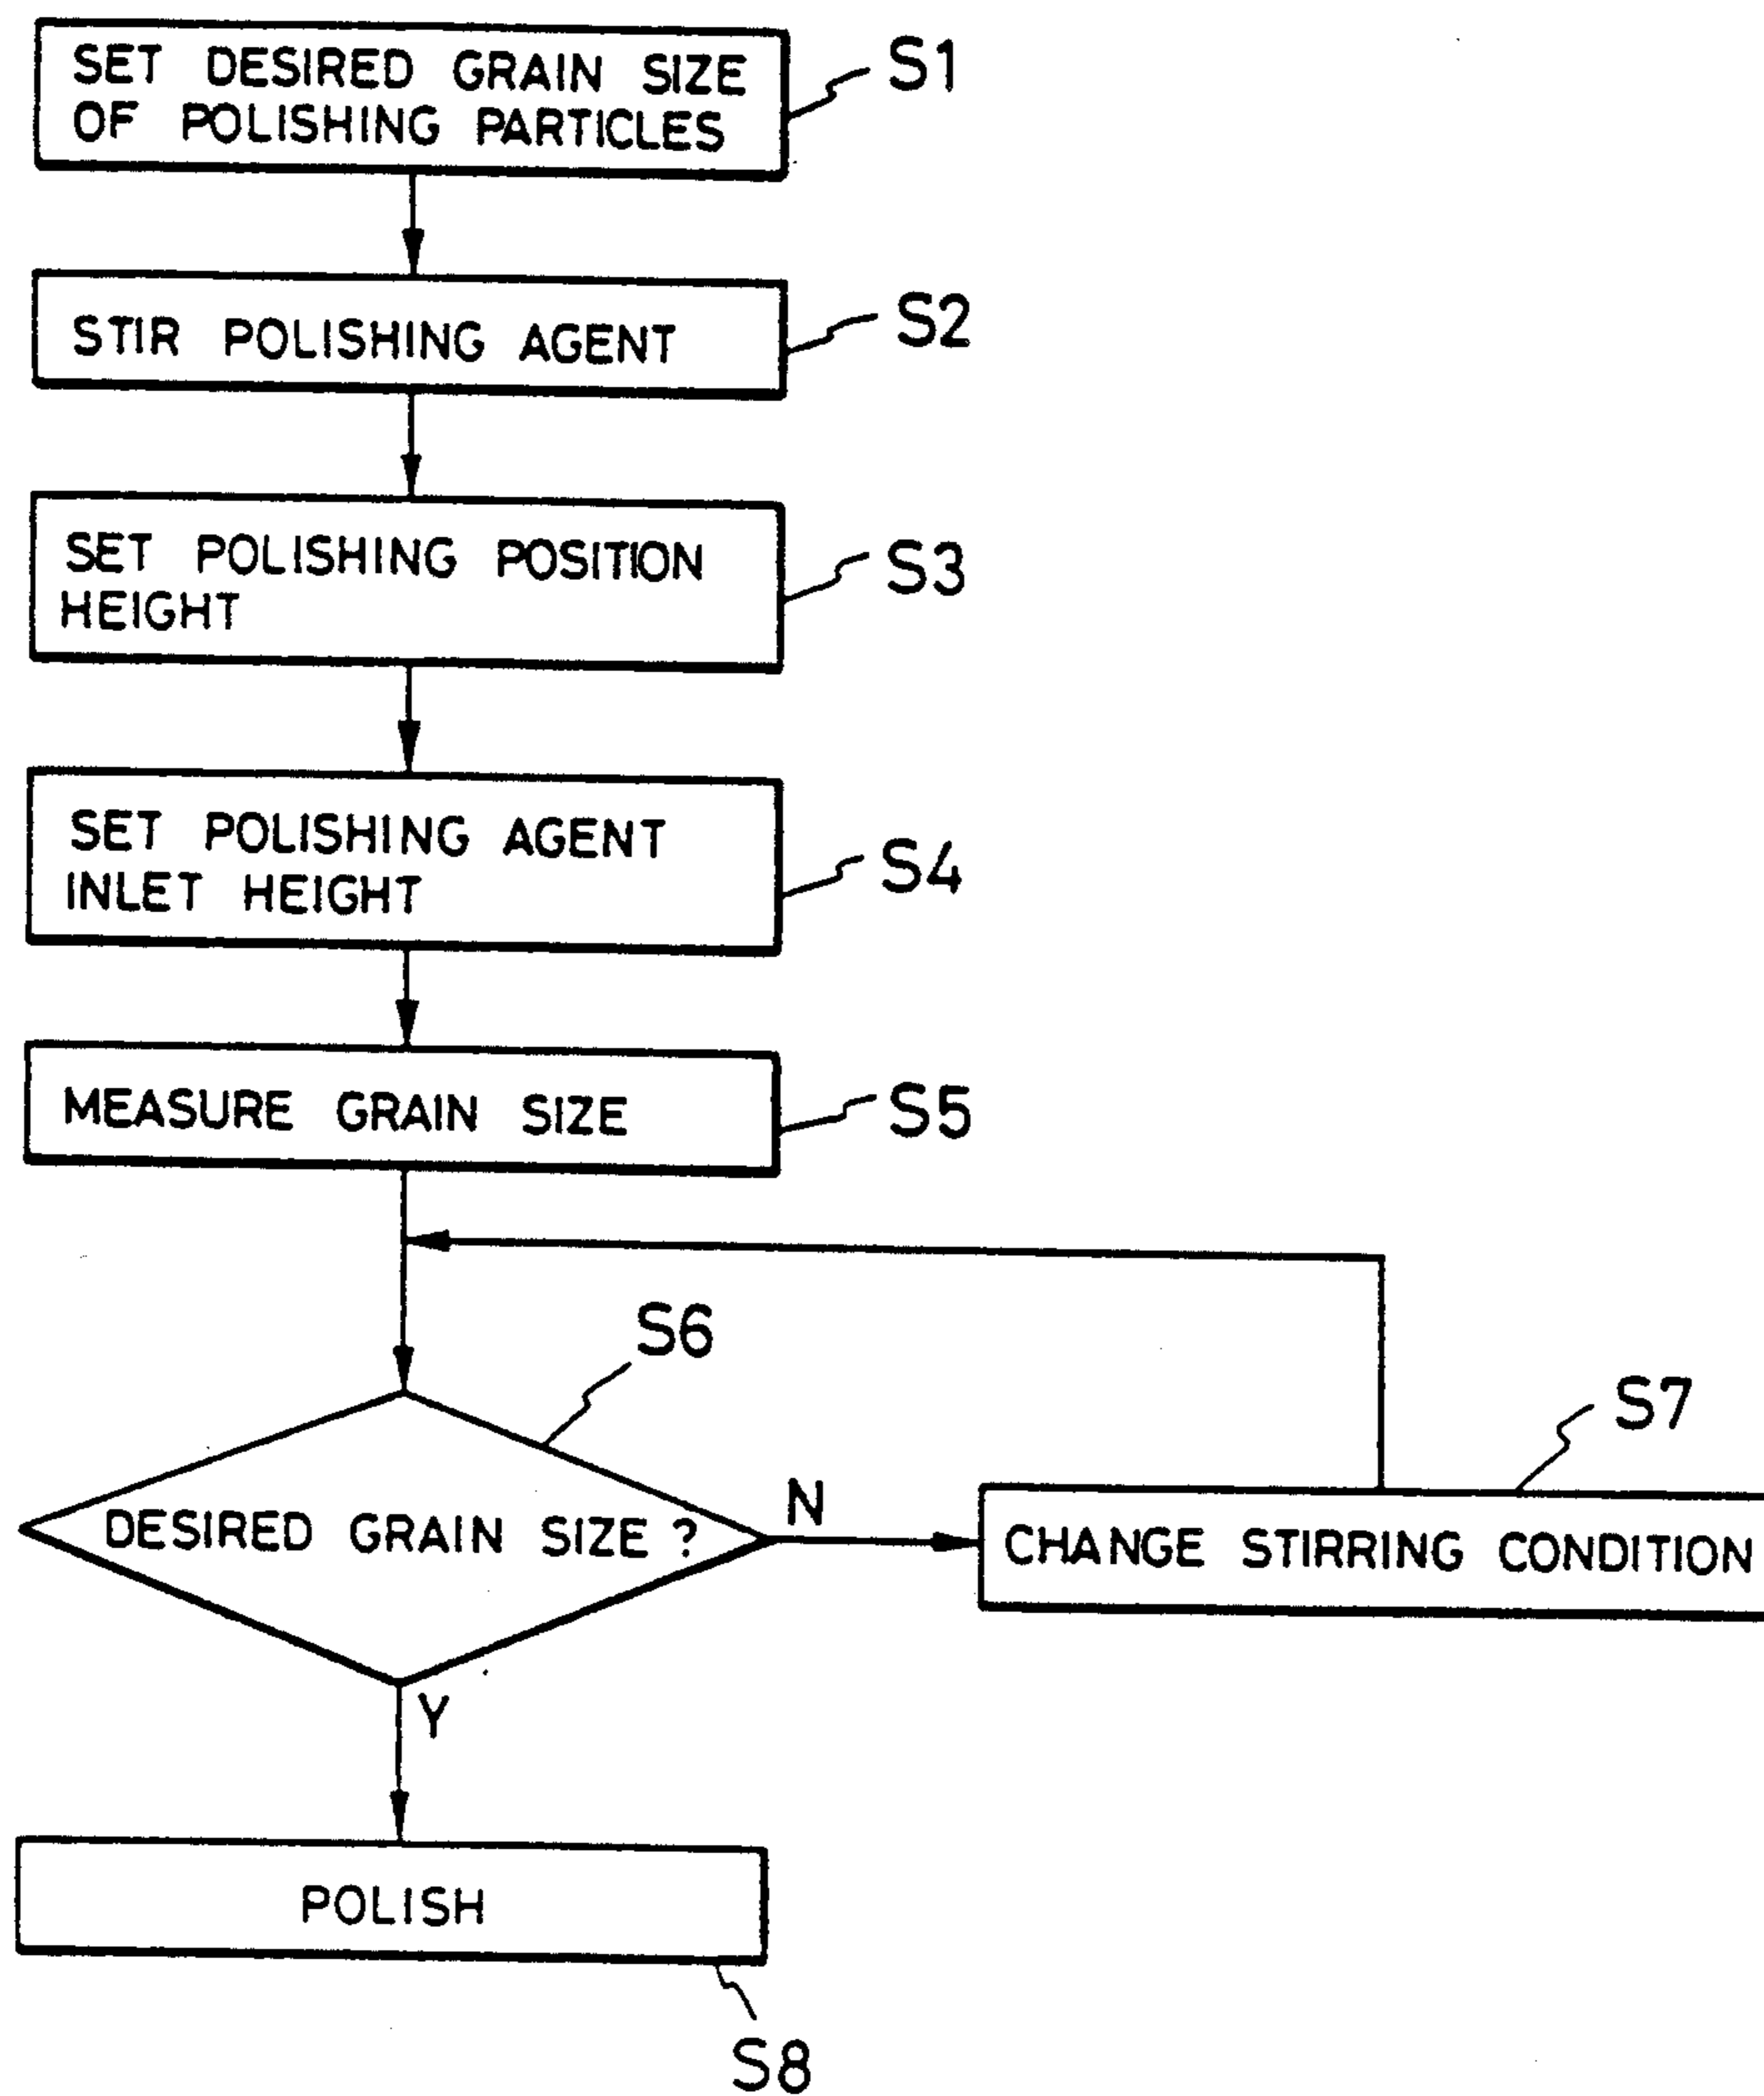 SET DESIRED GRAIN SIZE
OF POLISHING PARTICLES
S1
STIR POLISHING AGENT
S2
SET POLISHING POSITION
HEIGHT
S3
SET POLISHING AGENT
INLET HEIGHT
S4
MEASURE GRAIN SIZE
S5
S6
DESIRED GRAIN SIZE ?
N
S7
CHANGE STIRRING CONDITION
Y
POLISH
S8